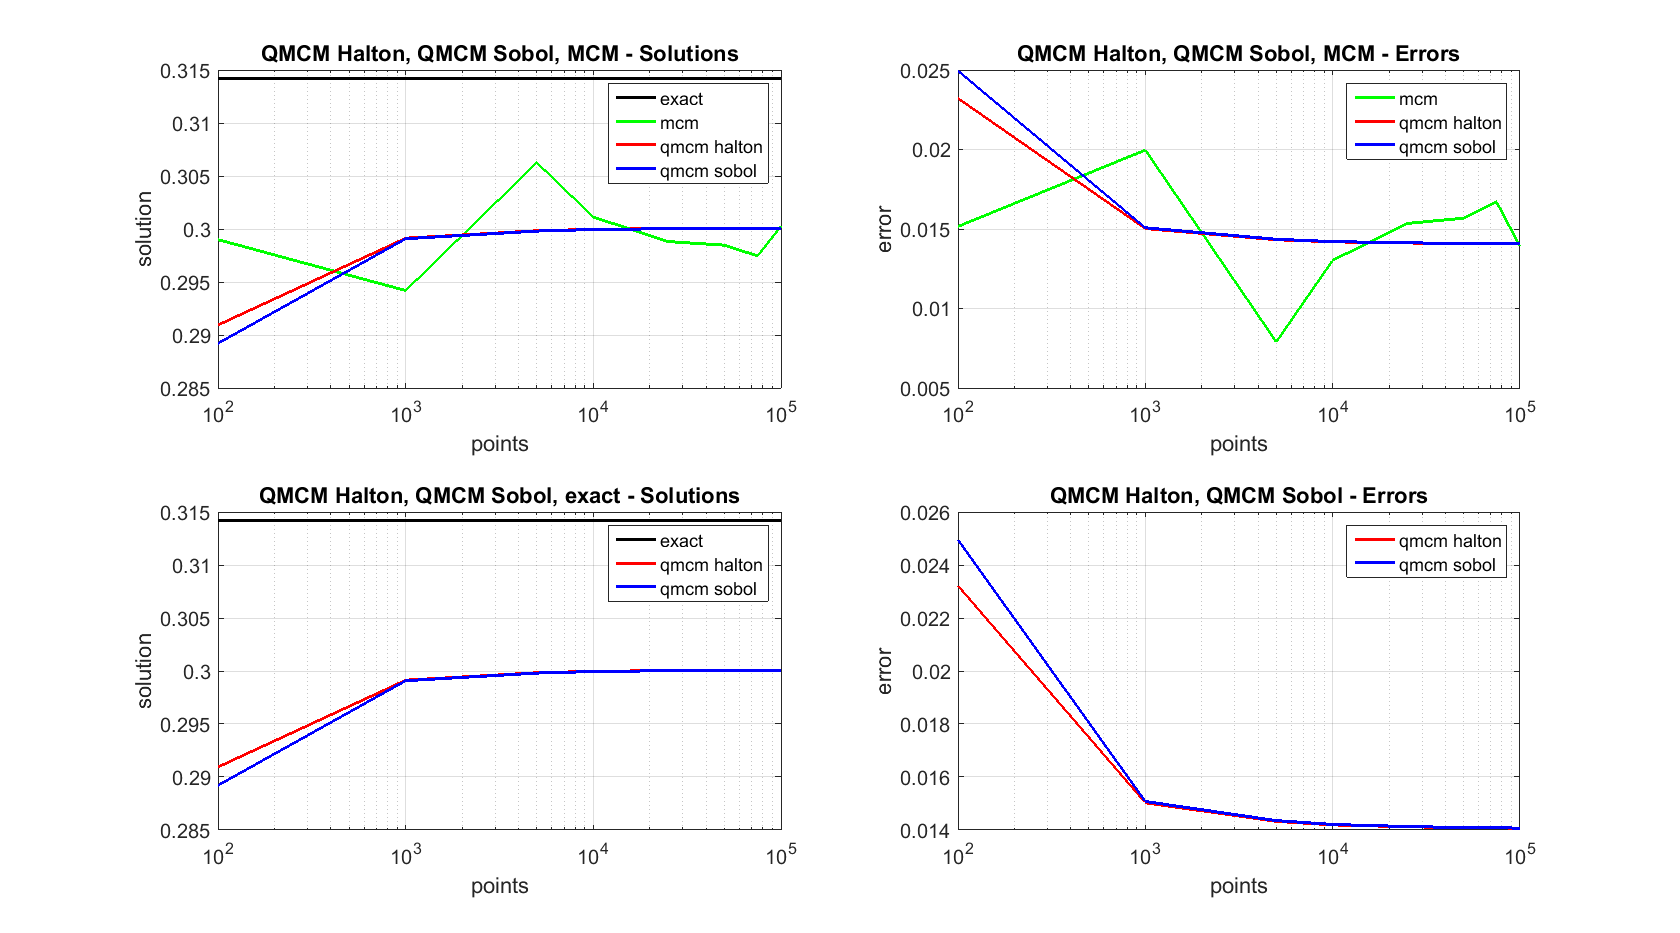 QMCM Halton, QMCM Sobol, MCM - Solutions
0.315
0.31
0.305
0.3
0.295
0.29
0.285
solution
exact
mcm
qmcm halton
qmcm sobol
10^2
10^3
10^4
10^5
points
QMCM Halton, QMCM Sobol, MCM - Errors
0.025
0.02
0.015
0.01
0.005
error
mcm
qmcm halton
qmcm sobol
10^2
10^3
10^4
10^5
points
QMCM Halton, QMCM Sobol, exact - Solutions
0.315
0.31
0.305
0.3
0.295
0.29
0.285
solution
exact
qmcm halton
qmcm sobol
10^2
10^3
10^4
10^5
points
QMCM Halton, QMCM Sobol - Errors
0.026
0.024
0.022
0.02
0.018
0.016
0.014
error
qmcm halton
qmcm sobol
10^2
10^3
10^4
10^5
points